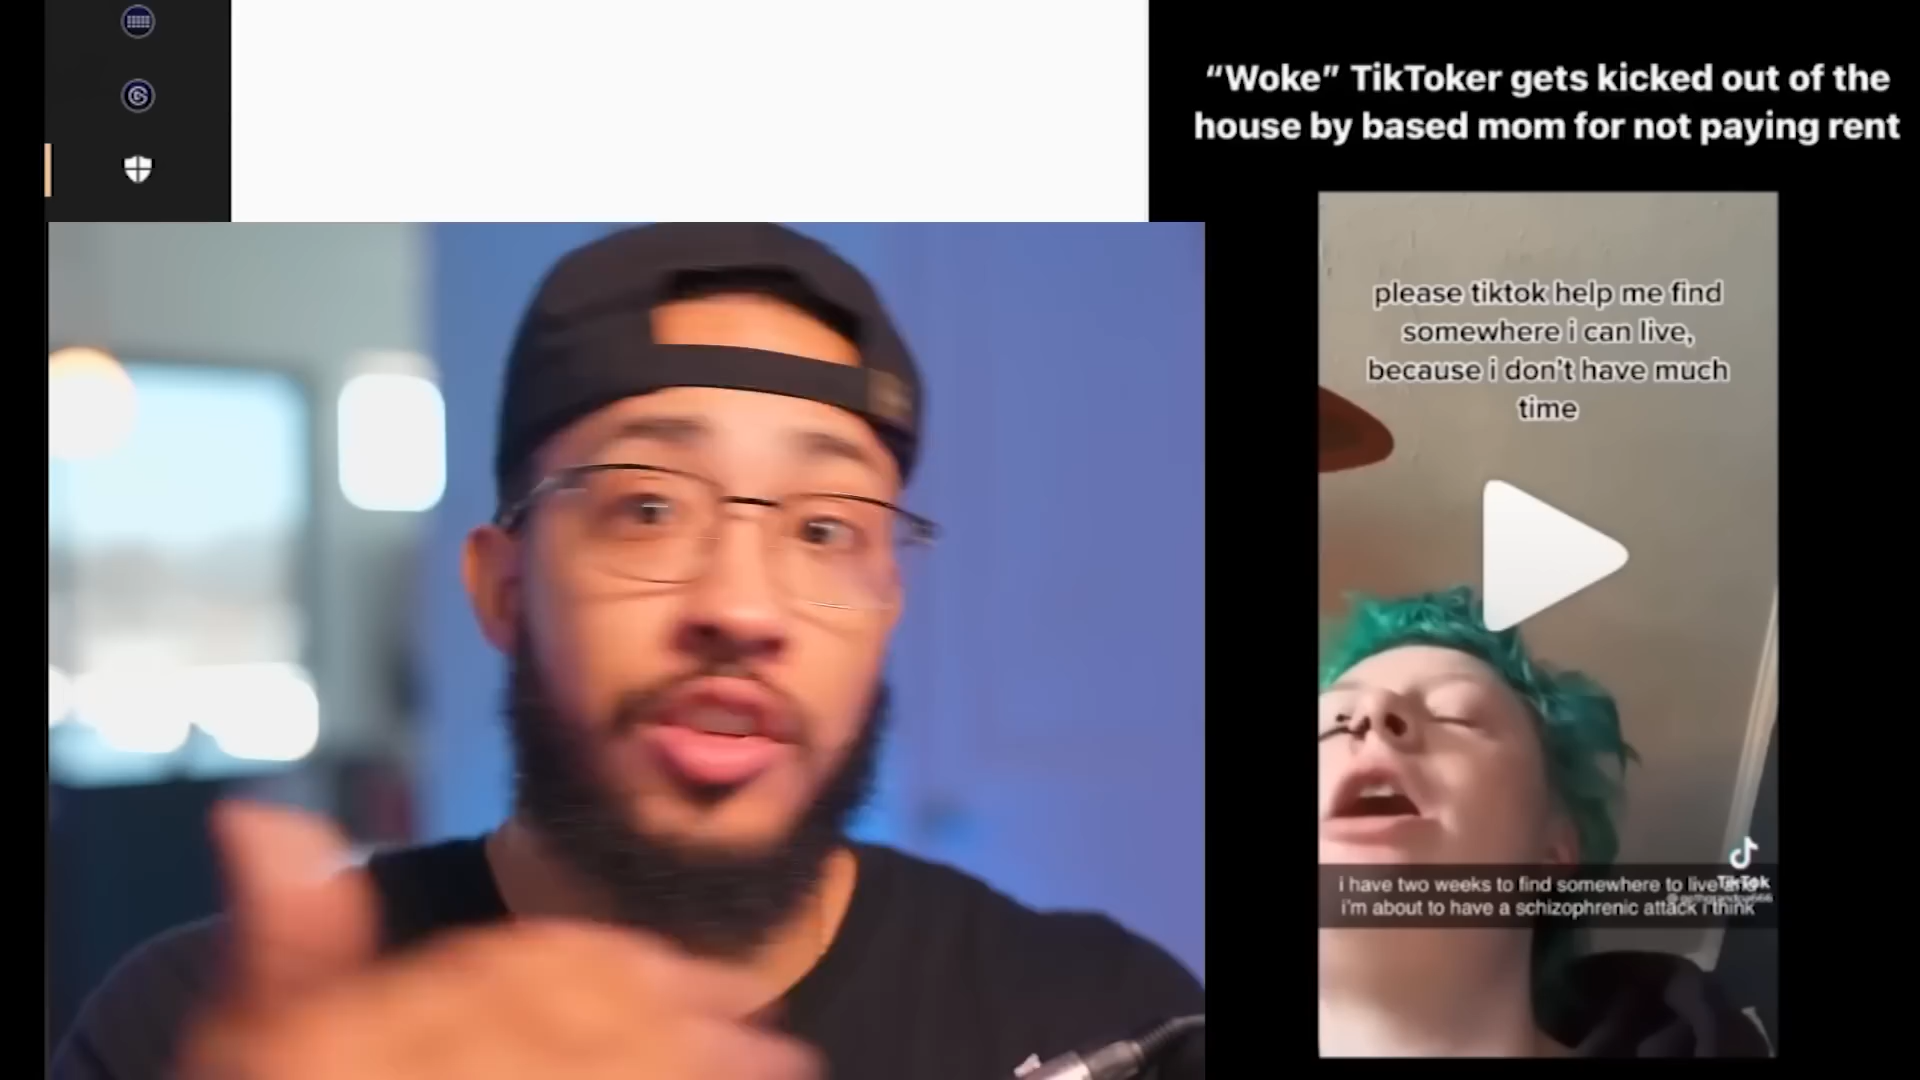 “Woke” TikToker gets kicked out of the
house by based mom for not paying rent
please tiktok help me find
somewhere i can live,
because i don't have much
time
i have two weeks to find somewhere to live
i'm about to have a schizophrenic attack i think
TikTok